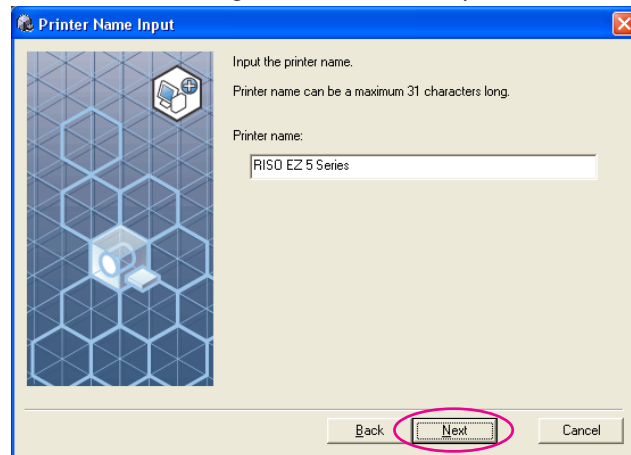 Printer Name Input
Input the printer name.
Printer name can be a maximum 31 characters long.
Printer name:
RISO EZ 5 Series
Back Next Cancel